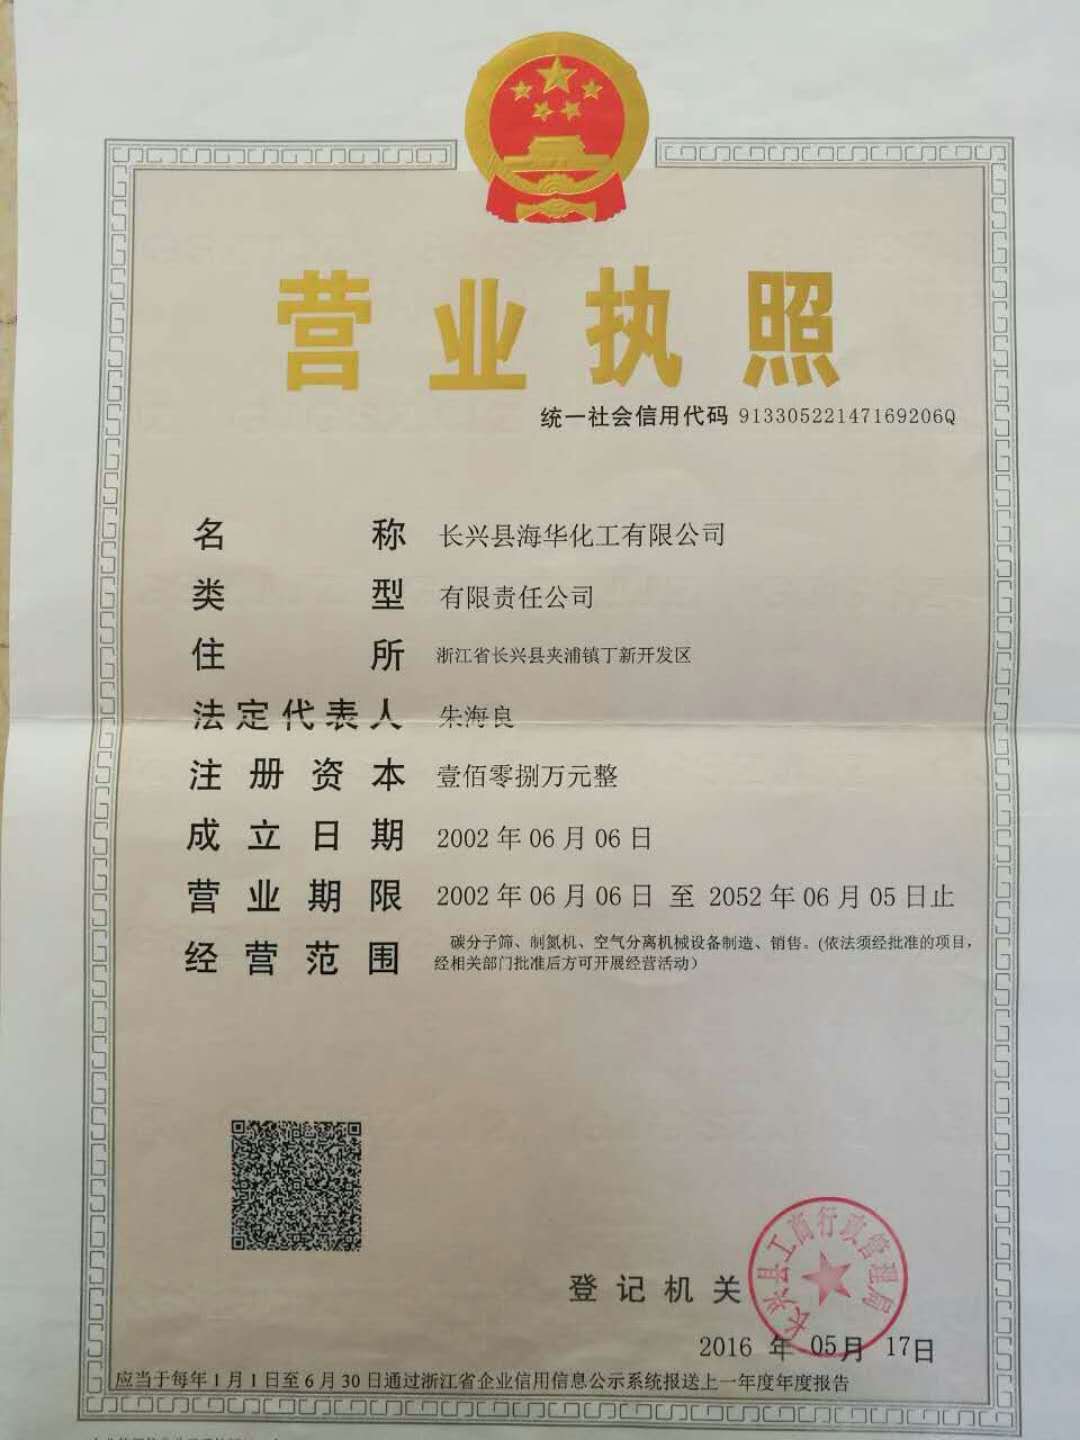 营业执照
统一社会信用代码 91330522147169206Q
名称 长兴县海华化工有限公司
类型 有限责任公司
住所 浙江省长兴县夹浦镇丁新开发区
法定代表人 朱海良
注册资本 壹佰零捌万元整
成立日期 2002年06月06日
营业期限 2002年06月06日 至 2052年06月05日止
经营范围 碳分子筛、制氮机、空气分离机械设备制造、销售。(依法须经批准的项目,
经相关部门批准后方可开展经营活动)
长兴县工商行政管理局
登记机关
2016 年 05月 17日
应当于每年1月1日至6月30日通过浙江省企业信用信息公示系统报送上一年度年度报告